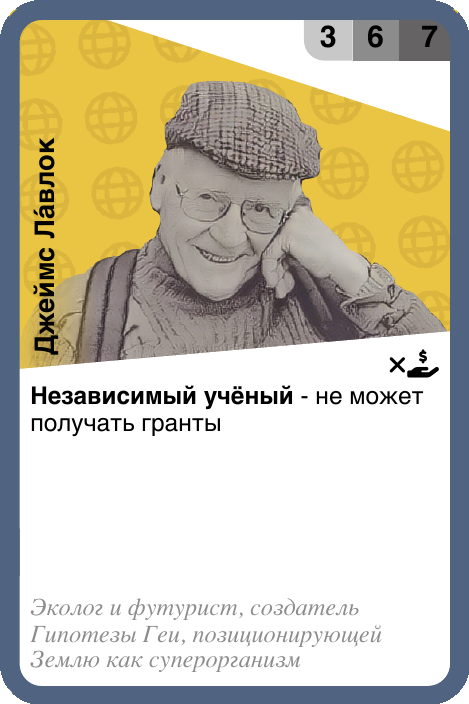 3 6 7
Джеймс Ла́влок
$
Независимый учёный - не может
получать гранты
Эколог и футурист, создатель
Гипотезы Геи, позиционирующей
Землю как суперорганизм